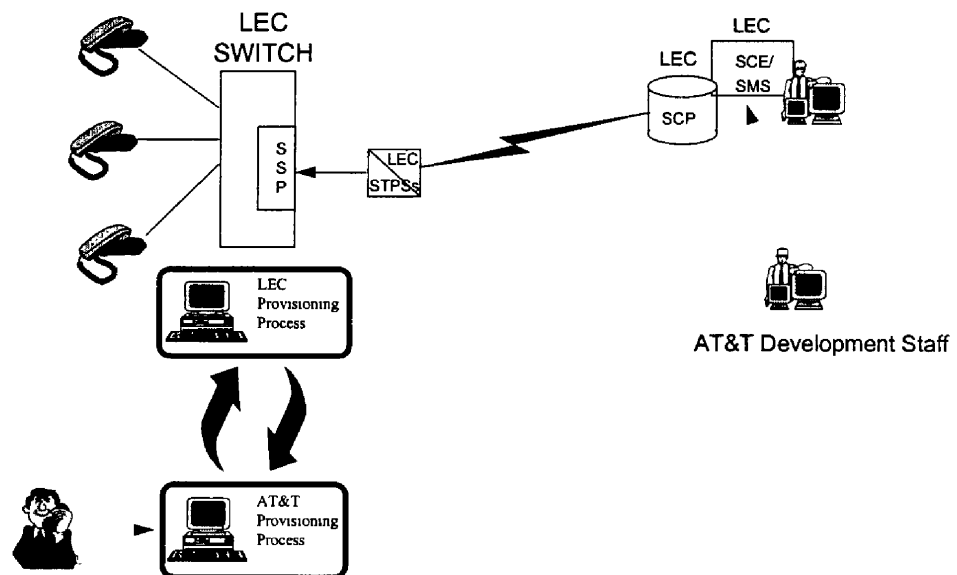 LEC
SWITCH
S
S
P
LEC
STPSs
LEC
SCP
LEC
SCE/
SMS
LEC
Provisioning
Process
AT&T Development Staff
AT&T
Provisioning
Process